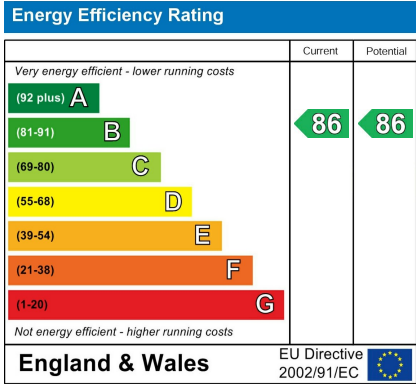 Energy Efficiency Rating
Current Potential
Very energy efficient - lower running costs
(92 plus) A
(81-91) B 86 86
(69-80) C
(55-68) D
(39-54) E
(21-38) F
(1-20) G
Not energy efficient - higher running costs
England & Wales EU Directive
2002/91/EC